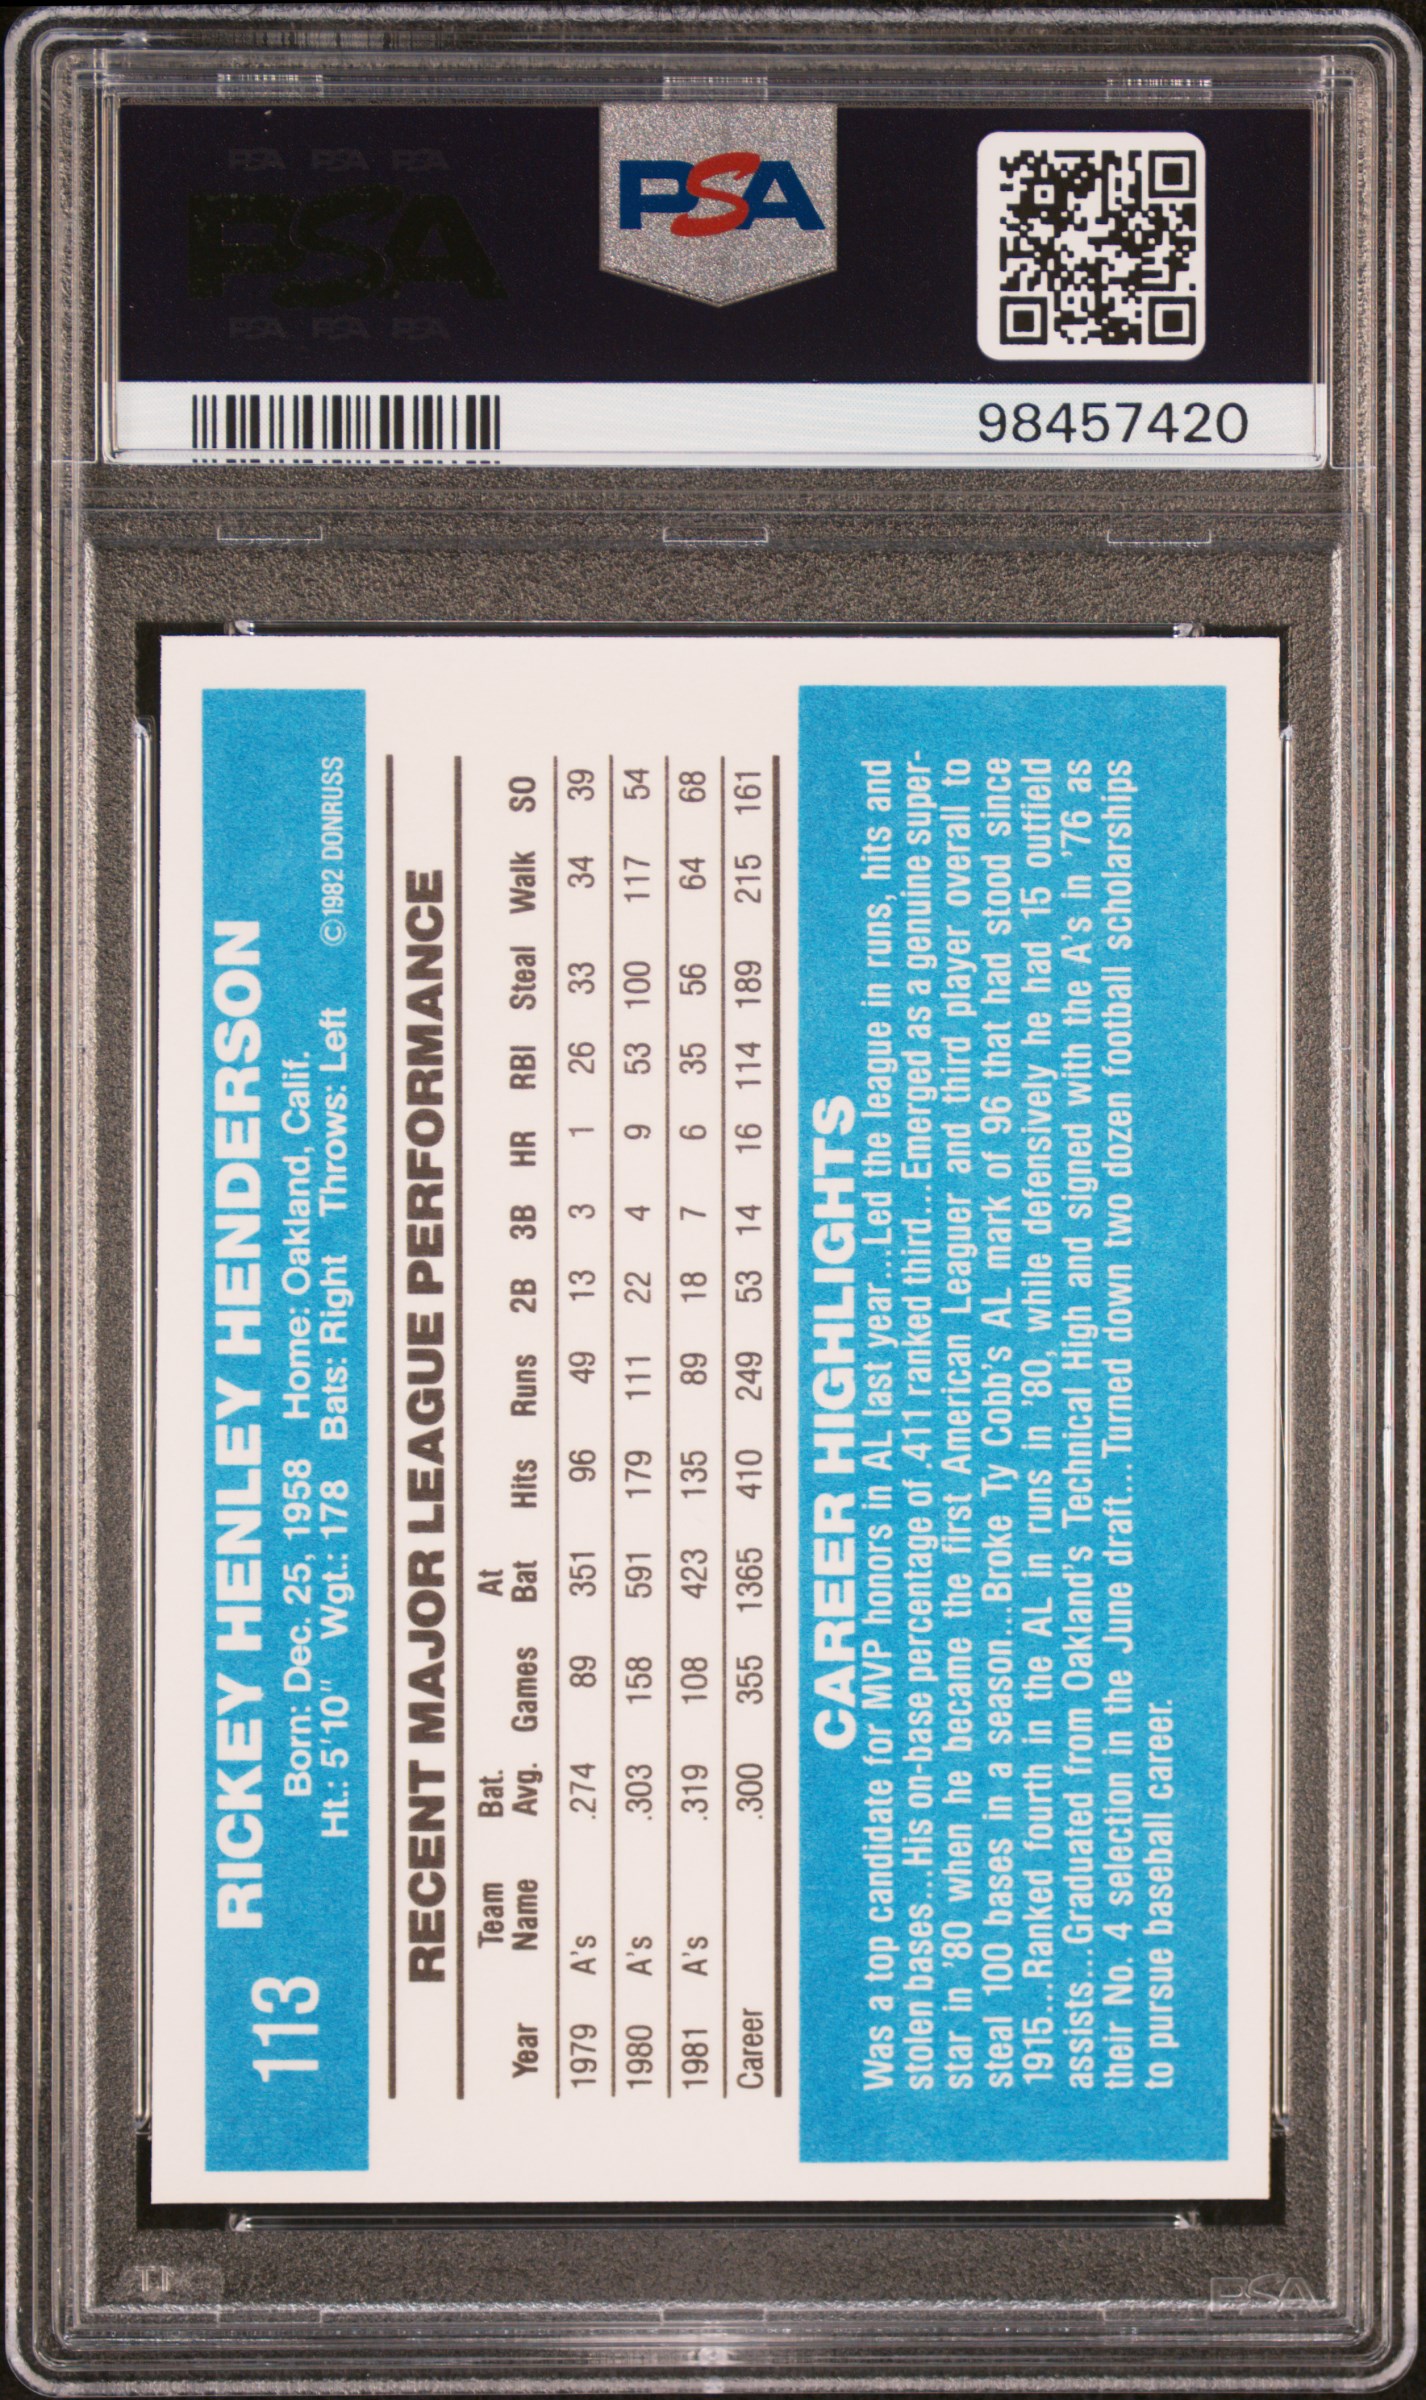 PSA PSA PSA
PSA
PSA PSA PSA
PSA
98457420
113 RICKEY HENLEY HENDERSON
Born: Dec. 25, 1958 Home: Oakland, Calif.
Ht.: 5'10" Wgt.: 178 Bats: Right Throws: Left ©1982 DONRUSS
RECENT MAJOR LEAGUE PERFORMANCE
Year Team Name Bat. Avg. Games At Bat Hits Runs 2B 3B HR RBI Steal Walk SO
1979 A's .274 89 351 96 49 13 3 1 26 33 34 39
1980 A's .303 158 591 179 111 22 4 9 53 100 117 54
1981 A's .319 108 423 135 89 18 7 6 35 56 64 68
Career .300 355 1365 410 249 53 14 16 114 189 215 161
CAREER HIGHLIGHTS
Was a top candidate for MVP honors in AL last year...Led the league in runs, hits and
stolen bases...His on-base percentage of .411 ranked third...Emerged as a genuine super-
star in '80 when he became the first American Leaguer and third player overall to
steal 100 bases in a season...Broke Ty Cobb's AL mark of 96 that had stood since
1915...Ranked fourth in the AL in runs in '80, while defensively he had 15 outfield
assists...Graduated from Oakland's Technical High and signed with the A's in '76 as
their No. 4 selection in the June draft...Turned down two dozen football scholarships
to pursue baseball career.
PSA